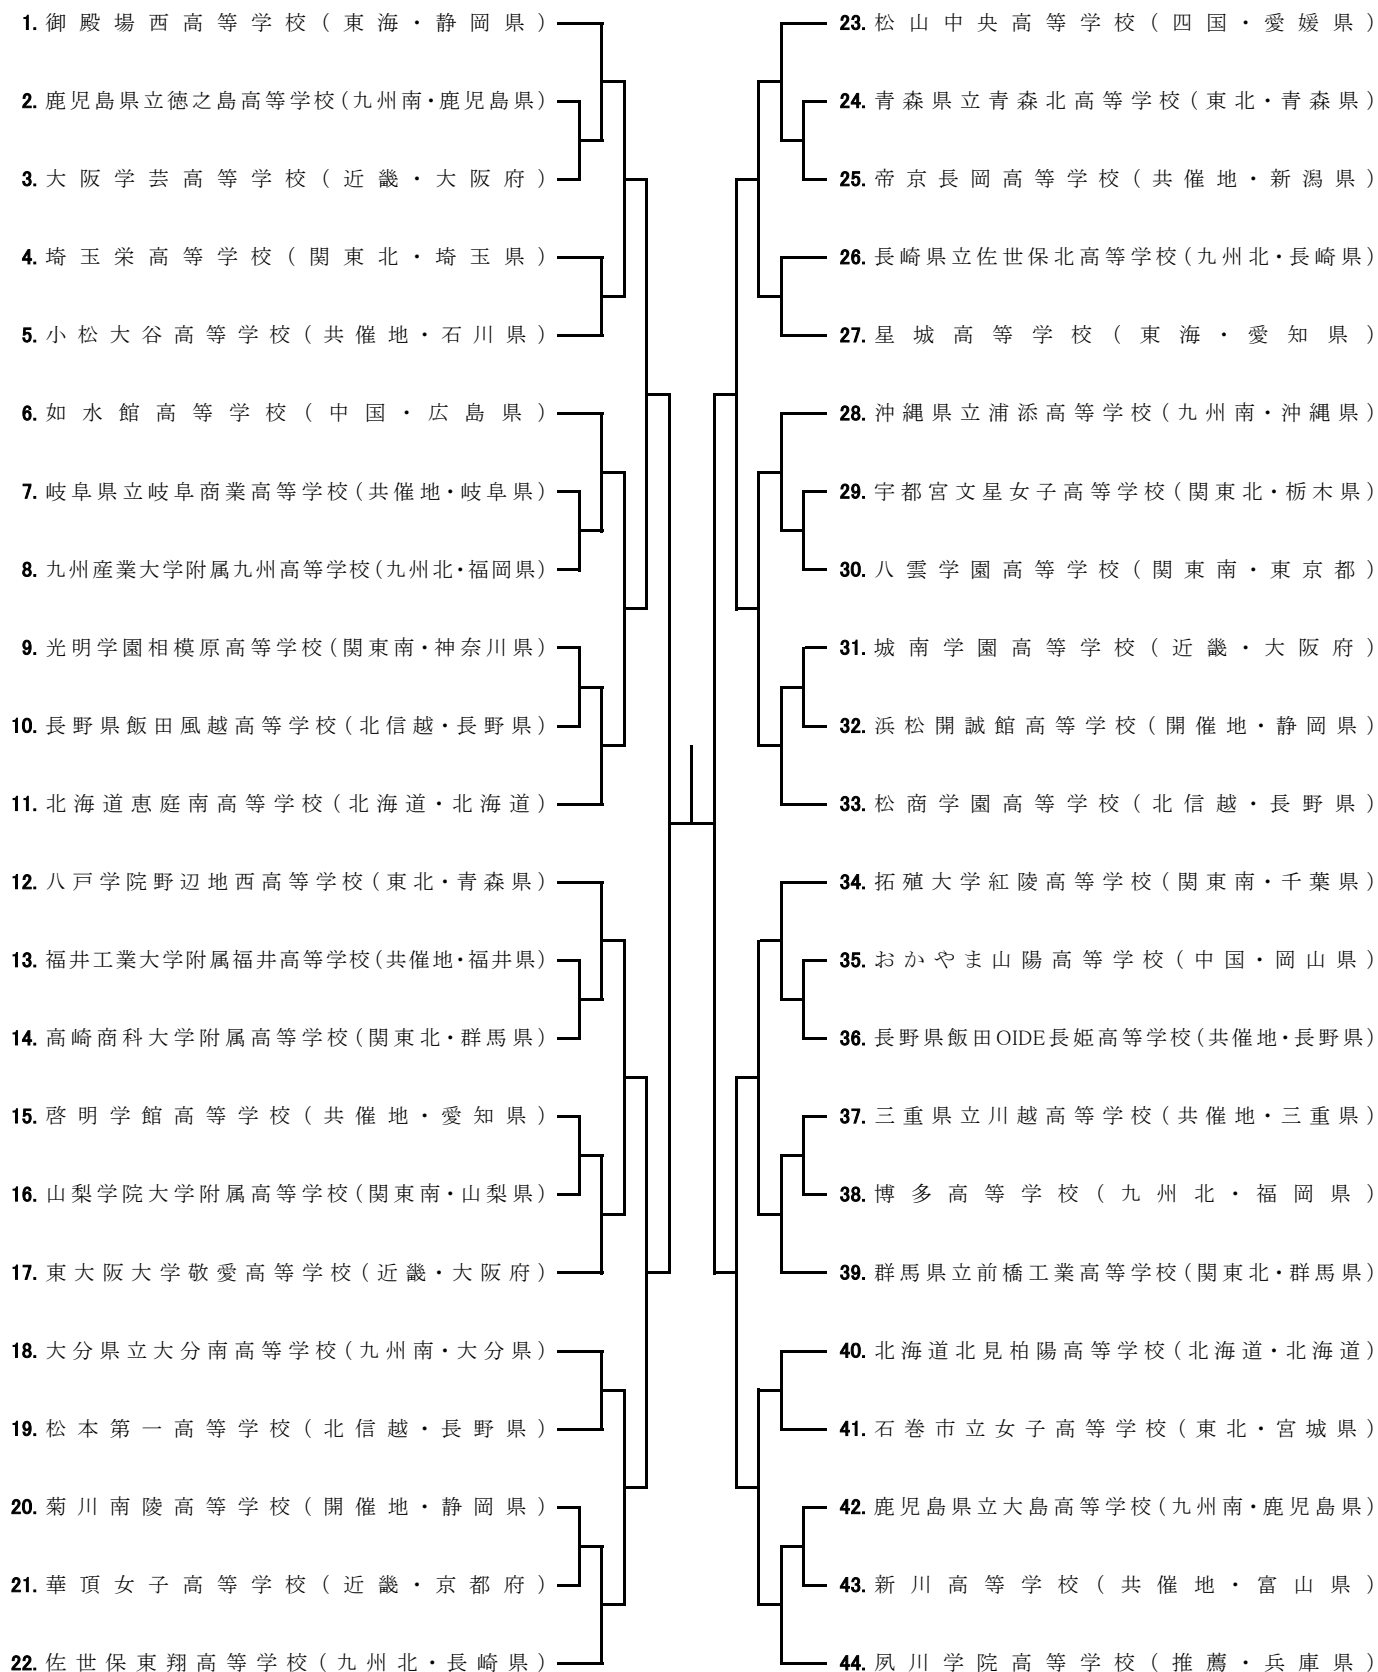 1. 御殿場西高等学校(東海・静岡県)
2. 鹿児島県立徳之島高等学校(九州南・鹿児島県)
3. 大阪学芸高等学校(近畿・大阪府)
4. 埼玉栄高等学校(関東北・埼玉県)
5. 小松大谷高等学校(共催地・石川県)
6. 如水館高等学校(中国・広島県)
7. 岐阜県立岐阜商業高等学校(共催地・岐阜県)
8. 九州産業大学附属九州高等学校(九州北・福岡県)
9. 光明学園相模原高等学校(関東南・神奈川県)
10. 長野県飯田風越高等学校(北信越・長野県)
11. 北海道恵庭南高等学校(北海道・北海道)
12. 八戸学院野辺地西高等学校(東北・青森県)
13. 福井工業大学附属福井高等学校(共催地・福井県)
14. 高崎商科大学附属高等学校(関東北・群馬県)
15. 啓明学館高等学校(共催地・愛知県)
16. 山梨学院大学附属高等学校(関東南・山梨県)
17. 東大阪大学敬愛高等学校(近畿・大阪府)
18. 大分県立大分南高等学校(九州南・大分県)
19. 松本第一高等学校(北信越・長野県)
20. 菊川南陵高等学校(開催地・静岡県)
21. 華頂女子高等学校(近畿・京都府)
22. 佐世保東翔高等学校(九州北・長崎県)
23. 松山中央高等学校(四国・愛媛県)
24. 青森県立青森北高等学校(東北・青森県)
25. 帝京長岡高等学校(共催地・新潟県)
26. 長崎県立佐世保北高等学校(九州北・長崎県)
27. 星城高等学校(東海・愛知県)
28. 沖縄県立浦添高等学校(九州南・沖縄県)
29. 宇都宮文星女子高等学校(関東北・栃木県)
30. 八雲学園高等学校(関東南・東京都)
31. 城南学園高等学校(近畿・大阪府)
32. 浜松開誠館高等学校(開催地・静岡県)
33. 松商学園高等学校(北信越・長野県)
34. 拓殖大学紅陵高等学校(関東南・千葉県)
35. おかやま山陽高等学校(中国・岡山県)
36. 長野県飯田OIDE長姫高等学校(共催地・長野県)
37. 三重県立川越高等学校(共催地・三重県)
38. 博多高等学校(九州北・福岡県)
39. 群馬県立前橋工業高等学校(関東北・群馬県)
40. 北海道北見柏陽高等学校(北海道・北海道)
41. 石巻市立女子高等学校(東北・宮城県)
42. 鹿児島県立大島高等学校(九州南・鹿児島県)
43. 新川高等学校(共催地・富山県)
44. 夙川学院高等学校(推薦・兵庫県)